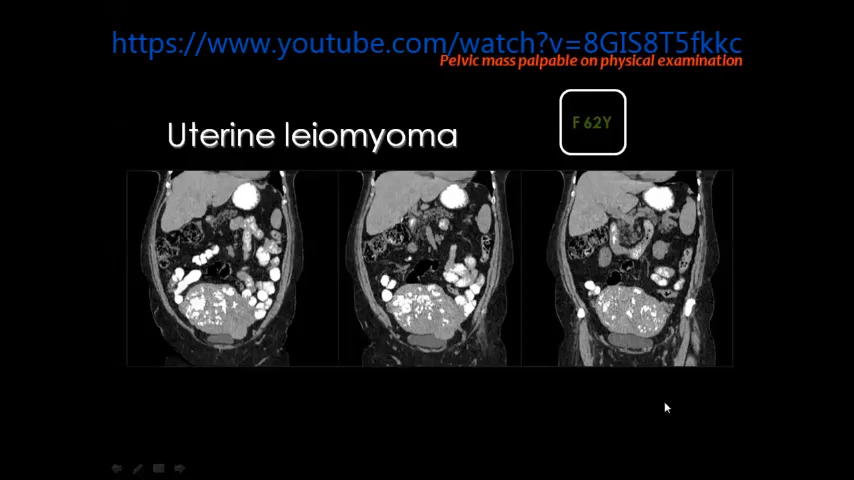 https://www.youtube.com/watch?v=8GIS8T5fkkc
Pelvic mass palpable on physical examination
F 62Y
Uterine leiomyoma